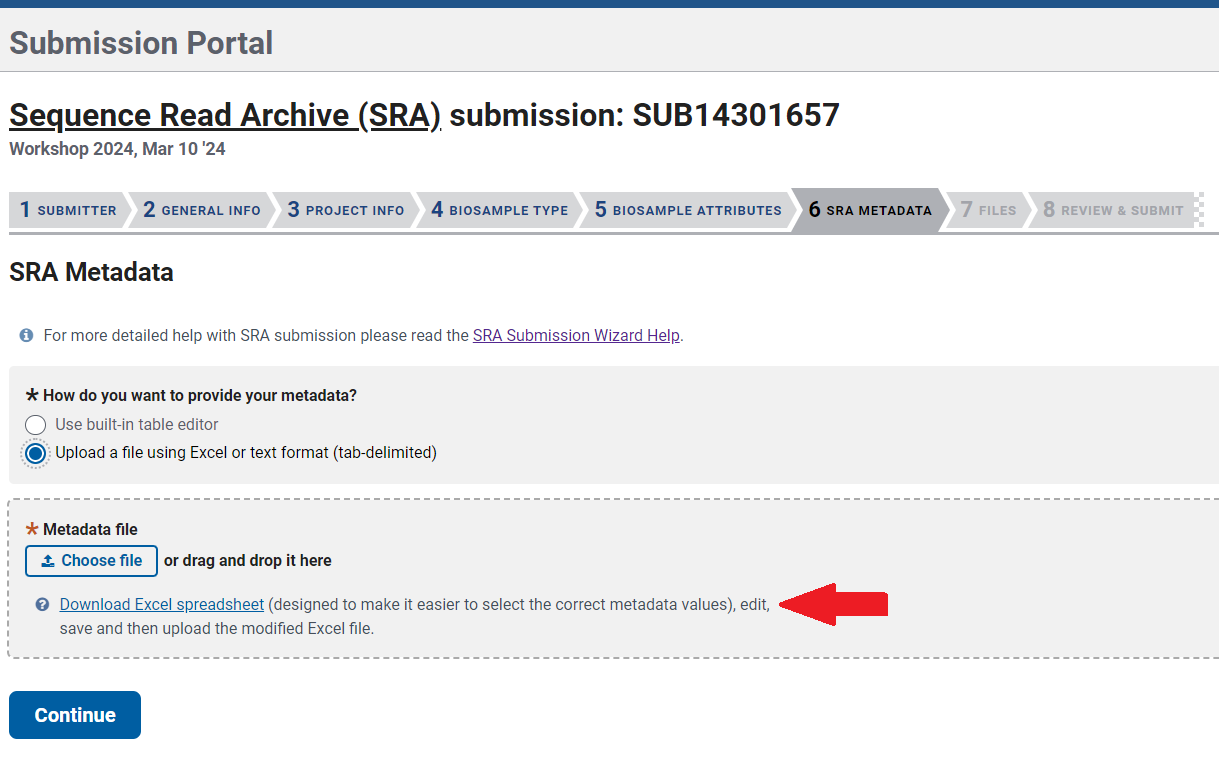 Submission Portal
Sequence Read Archive (SRA) submission: SUB14301657
Workshop 2024, Mar 10 '24
1 SUBMITTER 2 GENERAL INFO 3 PROJECT INFO 4 BIOSAMPLE TYPE 5 BIOSAMPLE ATTRIBUTES 6 SRA METADATA 7 FILES 8 REVIEW & SUBMIT
SRA Metadata
For more detailed help with SRA submission please read the SRA Submission Wizard Help.
* How do you want to provide your metadata?
Use built-in table editor
Upload a file using Excel or text format (tab-delimited)
* Metadata file
Choose file or drag and drop it here
Download Excel spreadsheet (designed to make it easier to select the correct metadata values), edit,
save and then upload the modified Excel file.
Continue